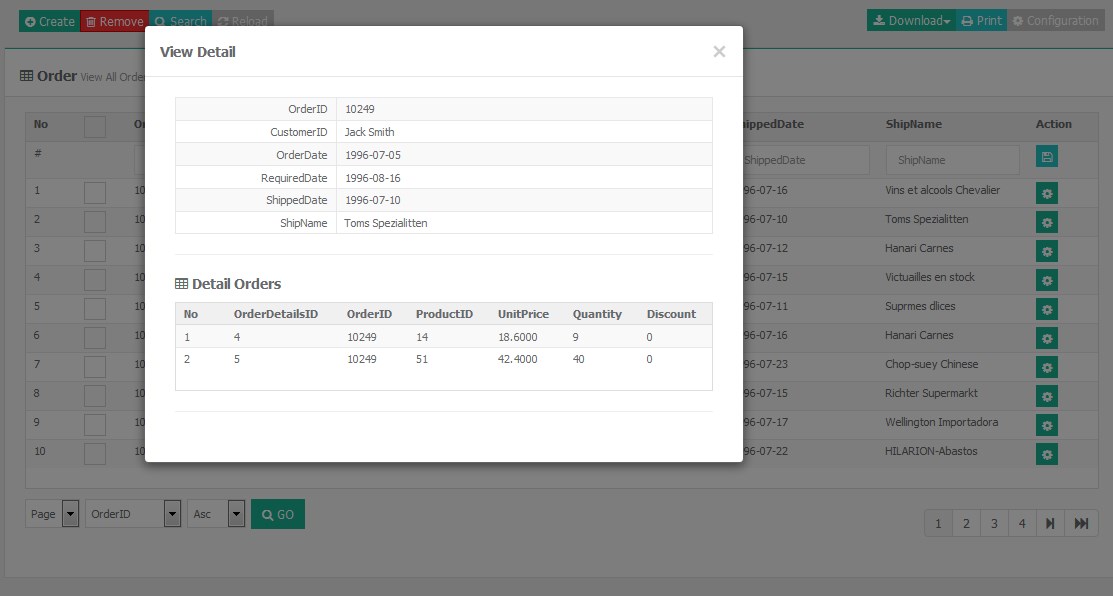 Create Remove Search Reload Download Print Configuration
View Detail ×
Order View All Orde
OrderID 10249
CustomerID Jack Smith
OrderDate 1996-07-05
RequiredDate 1996-08-16
ShippedDate 1996-07-10
ShipName Toms Spezialitten
Detail Orders
No OrderDetailsID OrderID ProductID UnitPrice Quantity Discount
1 4 10249 14 18.6000 9 0
2 5 10249 51 42.4000 40 0
No ShipName Action
# ShippedDate ShipName
1 10 96-07-16 Vins et alcools Chevalier
2 10 96-07-10 Toms Spezialitten
3 10 96-07-12 Hanari Carnes
4 10 96-07-15 Victuailles en stock
5 10 96-07-11 Suprmes dlices
6 10 96-07-16 Hanari Carnes
7 10 96-07-23 Chop-suey Chinese
8 10 96-07-15 Richter Supermarkt
9 10 96-07-17 Wellington Importadora
10 10 96-07-22 HILARION-Abastos
Page OrderID Asc GO
1 2 3 4